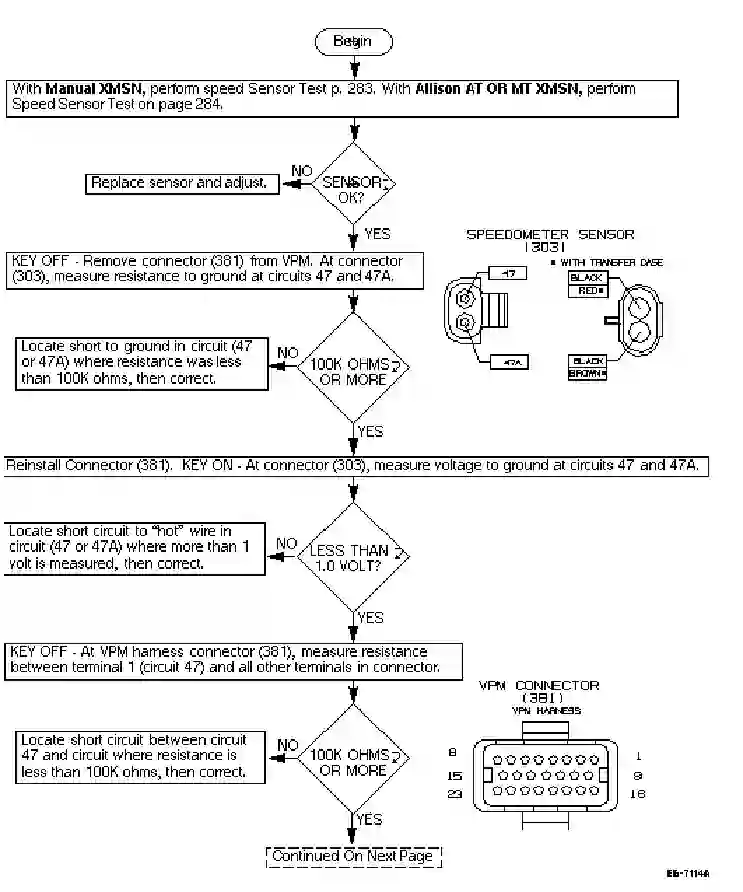 Begin
With Manual XMSN, perform speed Sensor Test p. 283. With Allison AT OR MT XMSN, perform
Speed Sensor Test on page 284.
NO
Replace sensor and adjust.
SENSOR
OK?
YES
KEY OFF - Remove connector (381) from VPM. At connector
(303), measure resistance to ground at circuits 47 and 47A.
SPEEDOMETER SENSOR
(303)
* WITH TRANSFER CASE
47
BLACK
RED*
47A
BLACK
BROWN*
Locate short to ground in circuit (47
or 47A) where resistance was less
than 100K ohms, then correct.
NO
100K OHMS
OR MORE?
YES
Reinstall Connector (381). KEY ON - At connector (303), measure voltage to ground at circuits 47 and 47A.
Locate short circuit to "hot" wire in
circuit (47 or 47A) where more than 1
volt is measured, then correct.
NO
LESS THAN
1.0 VOLT?
YES
KEY OFF - At VPM harness connector (381), measure resistance
between terminal 1 (circuit 47) and all other terminals in connector.
VPM CONNECTOR
(381)
VPM HARNESS
8
1
15
9
23
16
Locate short circuit between circuit
47 and circuit where resistance is
less than 100K ohms, then correct.
NO
100K OHMS
OR MORE?
YES
Continued On Next Page
EG-7114A